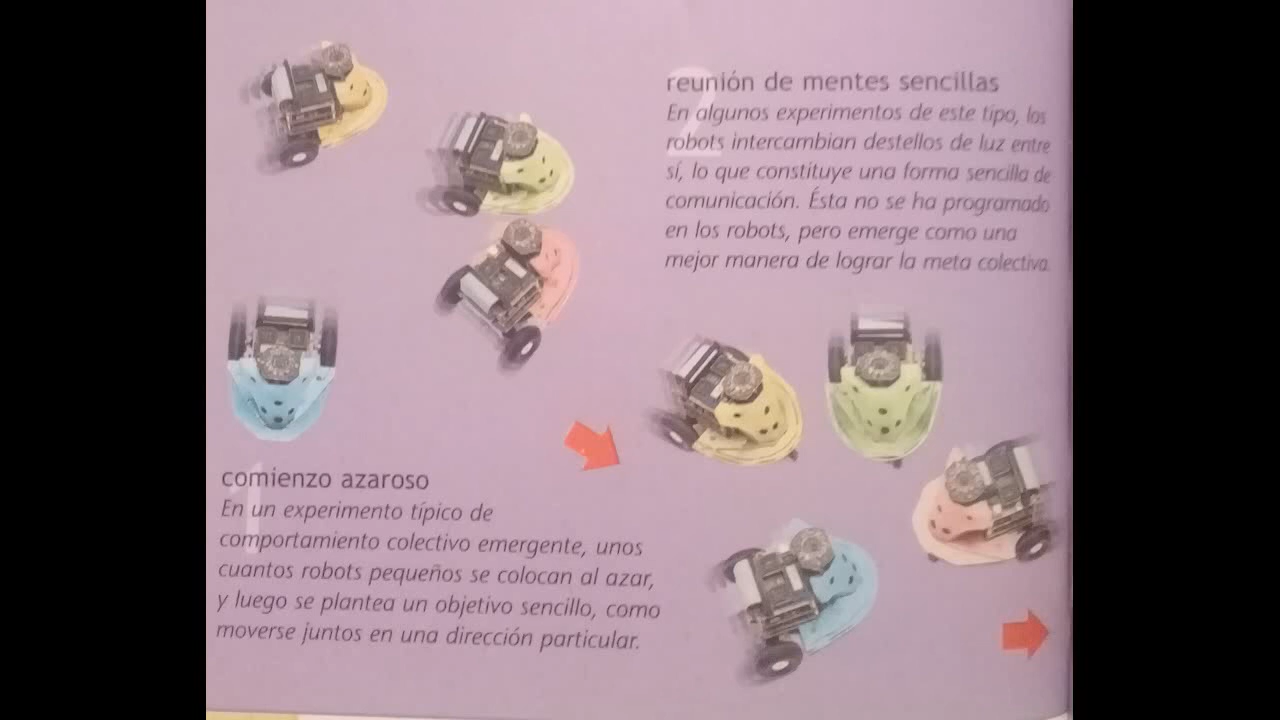 1
comienzo azaroso
En un experimento típico de
comportamiento colectivo emergente, unos
cuantos robots pequeños se colocan al azar,
y luego se plantea un objetivo sencillo, como
moverse juntos en una dirección particular.
2
reunión de mentes sencillas
En algunos experimentos de este tipo, los
robots intercambian destellos de luz entre
sí, lo que constituye una forma sencilla de
comunicación. Ésta no se ha programado
en los robots, pero emerge como una
mejor manera de lograr la meta colectiva.